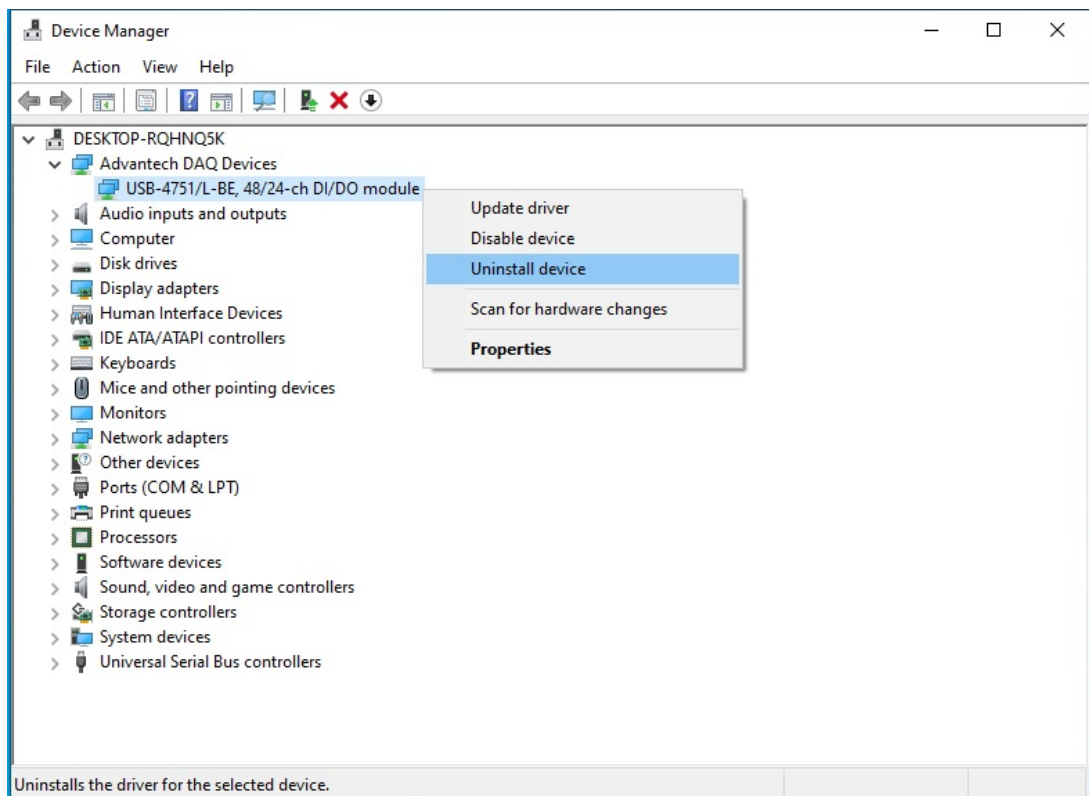 Device Manager
File Action View Help
DESKTOP-RQHNQ5K
Advantech DAQ Devices
USB-4751/L-BE, 48/24-ch DI/DO module
Audio inputs and outputs
Computer
Disk drives
Display adapters
Human Interface Devices
IDE ATA/ATAPI controllers
Keyboards
Mice and other pointing devices
Monitors
Network adapters
Other devices
Ports (COM & LPT)
Print queues
Processors
Software devices
Sound, video and game controllers
Storage controllers
System devices
Universal Serial Bus controllers
Update driver
Disable device
Uninstall device
Scan for hardware changes
Properties
Uninstalls the driver for the selected device.